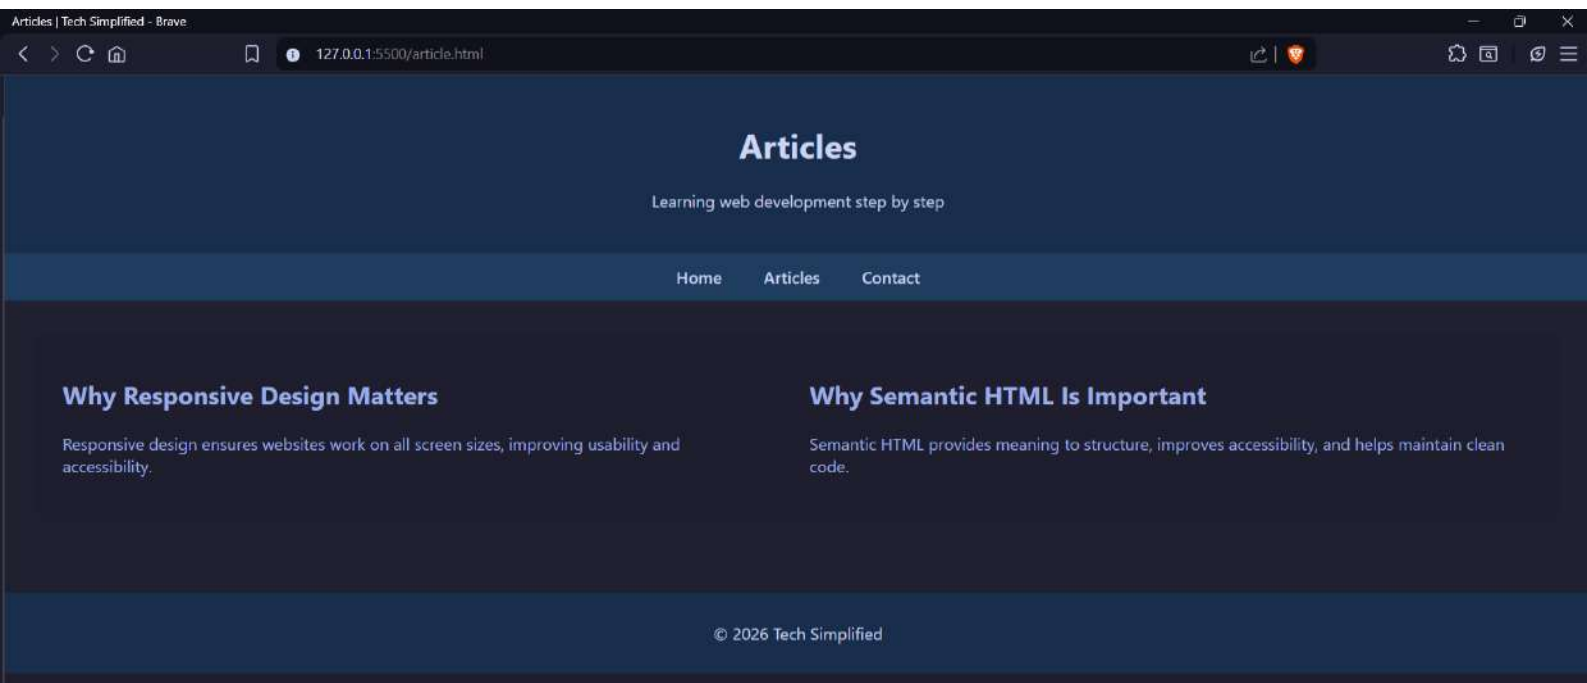 Articles | Tech Simplified - Brave
127.0.0.1:5500/article.html
Articles
Learning web development step by step
Home Articles Contact
Why Responsive Design Matters
Responsive design ensures websites work on all screen sizes, improving usability and
accessibility.
Why Semantic HTML Is Important
Semantic HTML provides meaning to structure, improves accessibility, and helps maintain clean
code.
© 2026 Tech Simplified